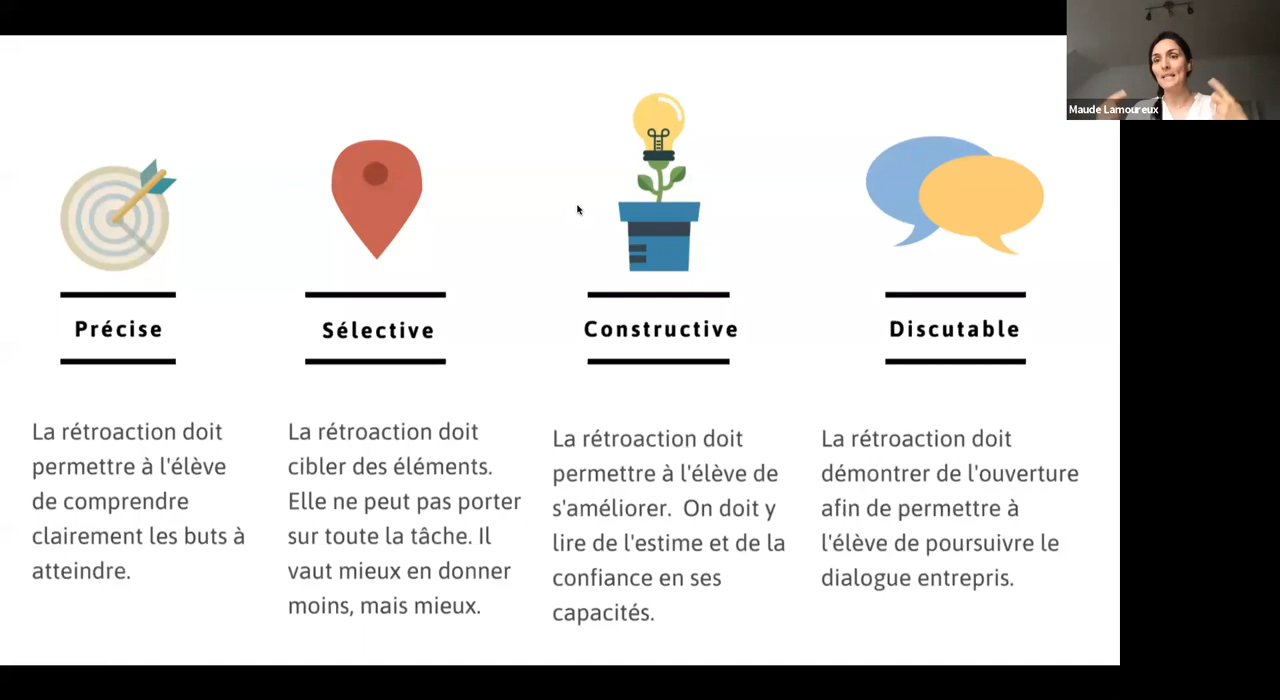 Maude Lamoureux
Précise
La rétroaction doit
permettre à l'élève
de comprendre
clairement les buts à
atteindre.
Sélective
La rétroaction doit
cibler des éléments.
Elle ne peut pas porter
sur toute la tâche. Il
vaut mieux en donner
moins, mais mieux.
Constructive
La rétroaction doit
permettre à l'élève de
s'améliorer.  On doit y
lire de l'estime et de la
confiance en ses
capacités.
Discutable
La rétroaction doit
démontrer de l'ouverture
afin de permettre à
l'élève de poursuivre le
dialogue entrepris.